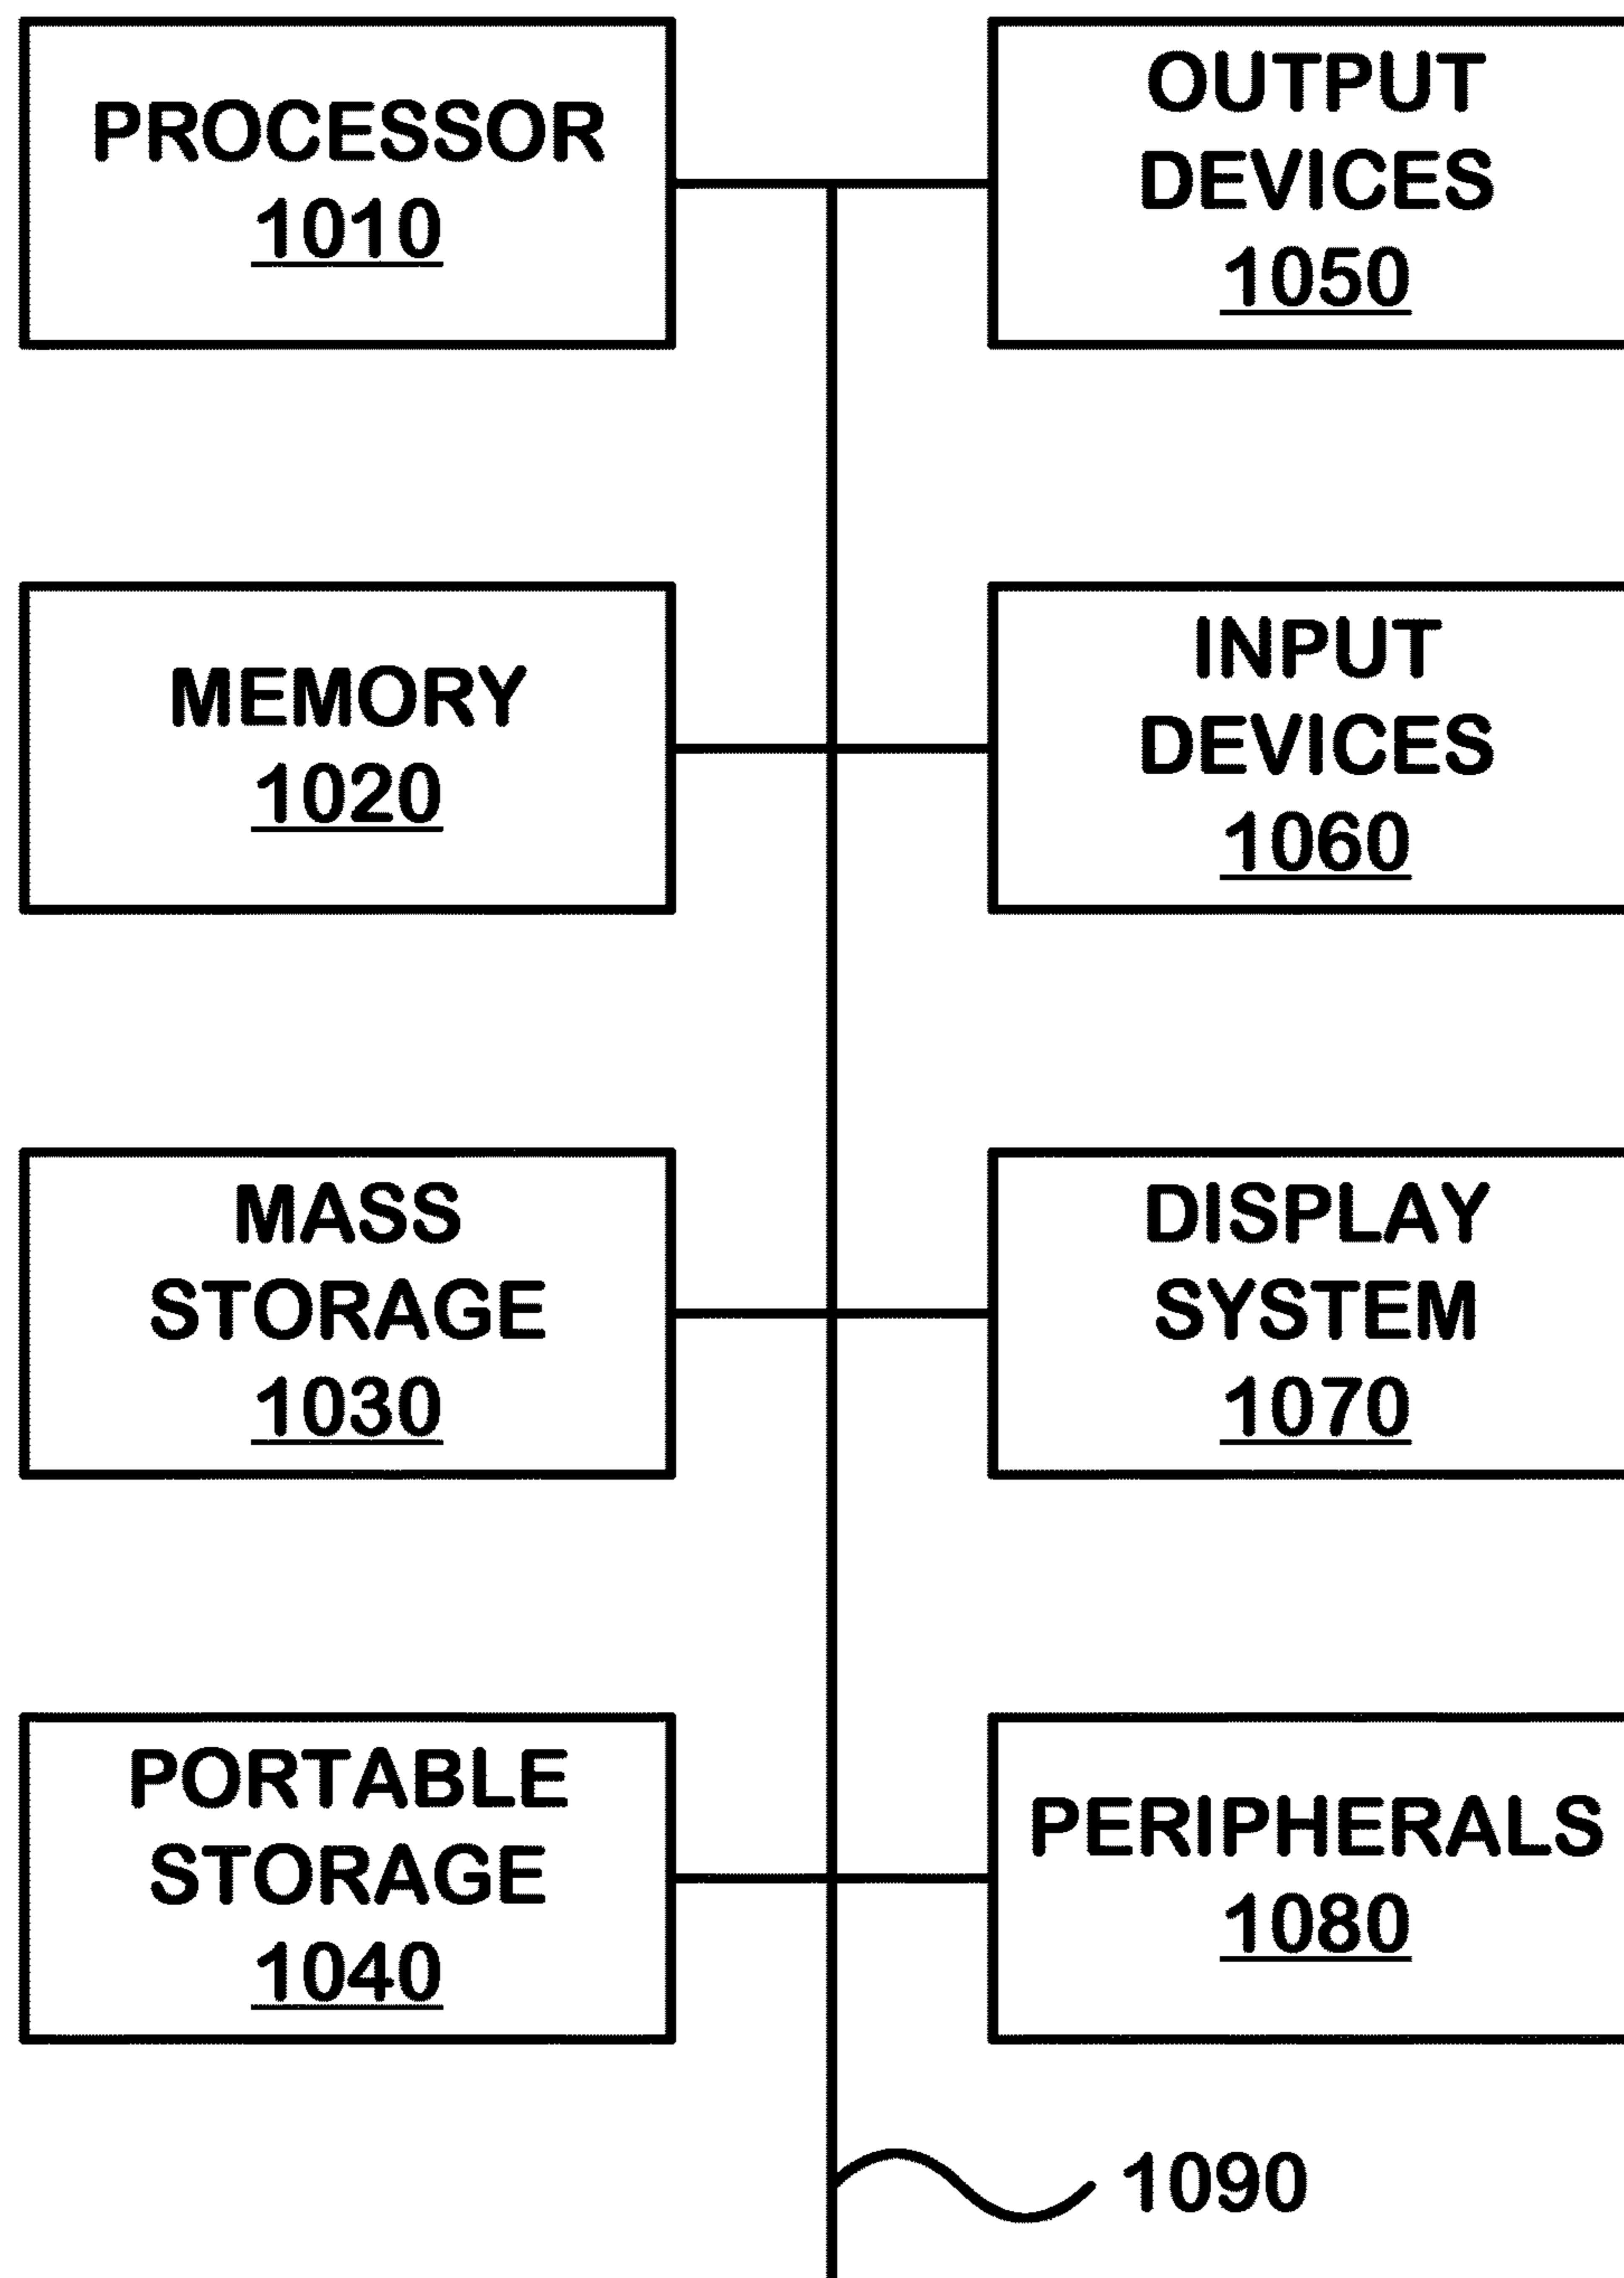 PROCESSOR
1010
OUTPUT
DEVICES
1050
MEMORY
1020
INPUT
DEVICES
1060
MASS
STORAGE
1030
DISPLAY
SYSTEM
1070
PORTABLE
STORAGE
1040
PERIPHERALS
1080
1090